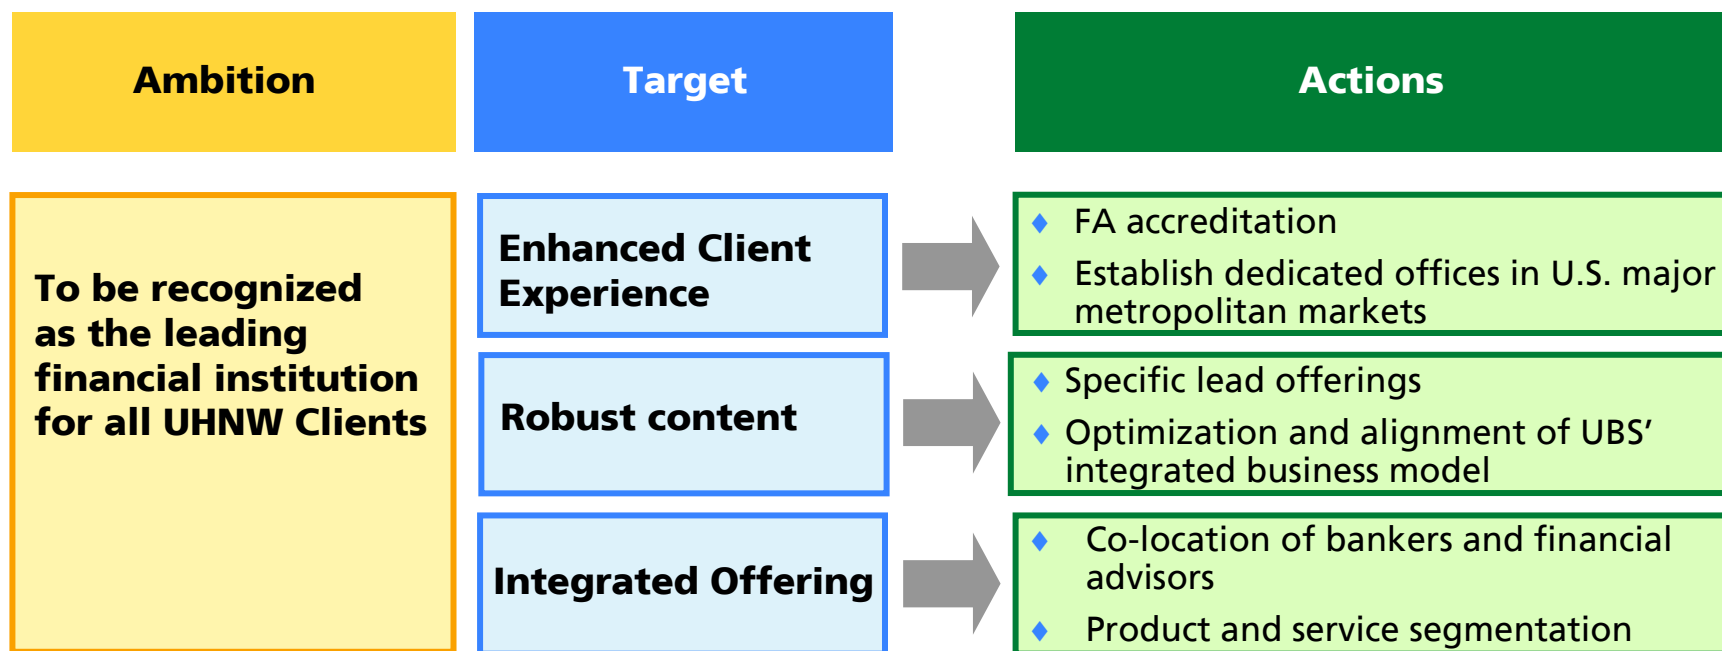 Ambition
Target
Actions
To be recognized
as the leading
financial institution
for all UHNW Clients
Enhanced Client
Experience
♦ FA accreditation
♦ Establish dedicated offices in U.S. major
metropolitan markets
Robust content
♦ Specific lead offerings
♦ Optimization and alignment of UBS’
integrated business model
Integrated Offering
♦ Co-location of bankers and financial
advisors
♦ Product and service segmentation